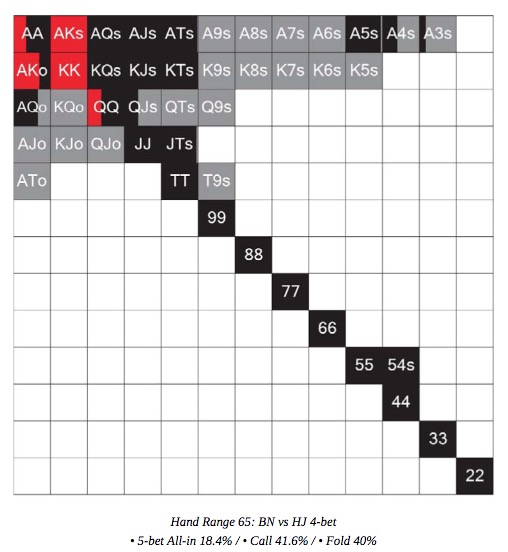 AA AKs AQs AJs ATs A9s A8s A7s A6s A5s A4s A3s
AKo KK KQs KJs KTs K9s K8s K7s K6s K5s
AQo KQo QQ QJs QTs Q9s
AJo KJo QJo JJ JTs
ATo TT T9s
99
88
77
66
55 54s
44
33
22
Hand Range 65: BN vs HJ 4-bet
• 5-bet All-in 18.4% / • Call 41.6% / • Fold 40%